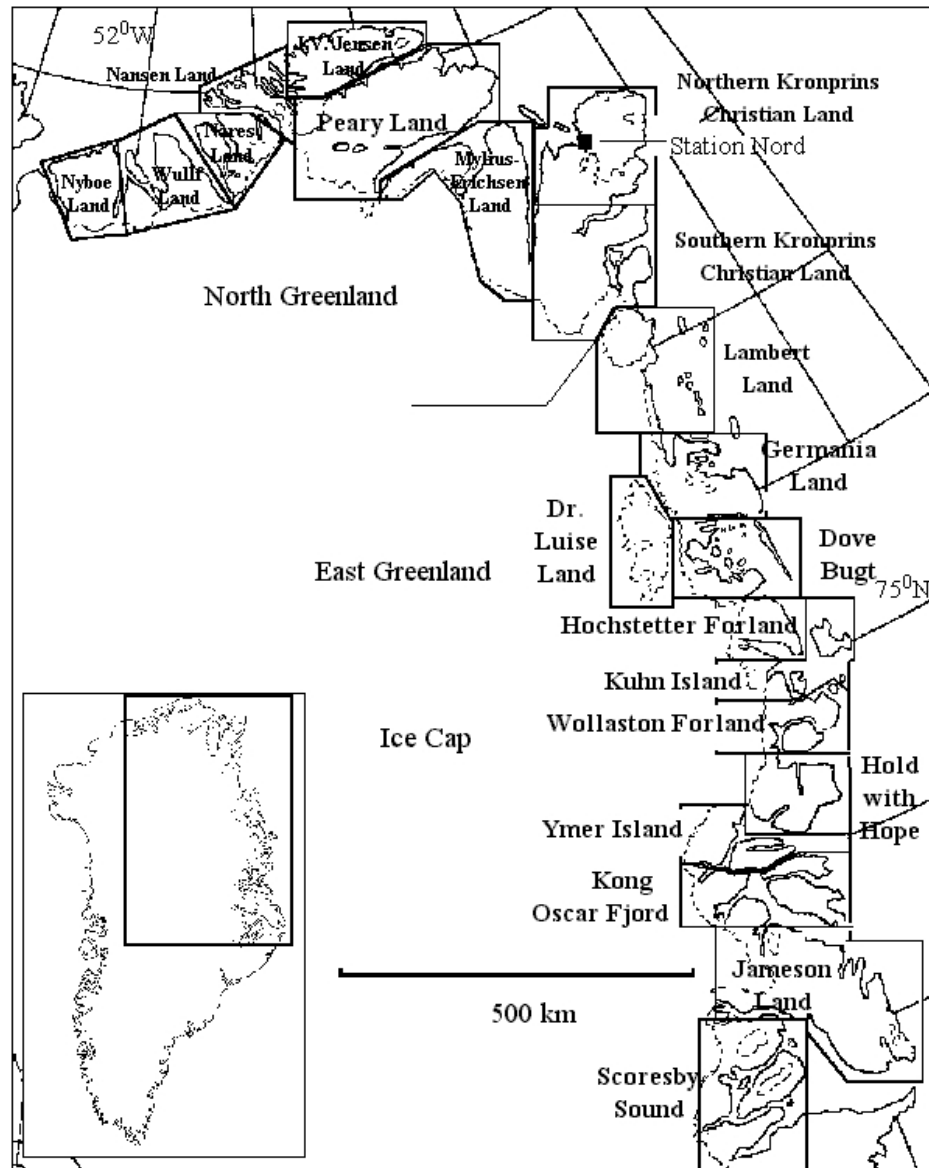 52⁰W
J.V. Jensen
Land
Nansen Land
Peary Land
Nares
Land
Wulff
Land
Nyboe
Land
Mylius-
Erichsen
Land
Northern Kronprins
Christian Land
Station Nord
Southern Kronprins
Christian Land
North Greenland
Lambert
Land
Germania
Land
Dr.
Luise
Land
Dove
Bugt
East Greenland
75⁰N
Hochstetter Forland
Kuhn Island
Wollaston Forland
Ice Cap
Hold
with
Hope
Ymer Island
Kong
Oscar Fjord
Jameson
Land
500 km
Scoresby
Sound